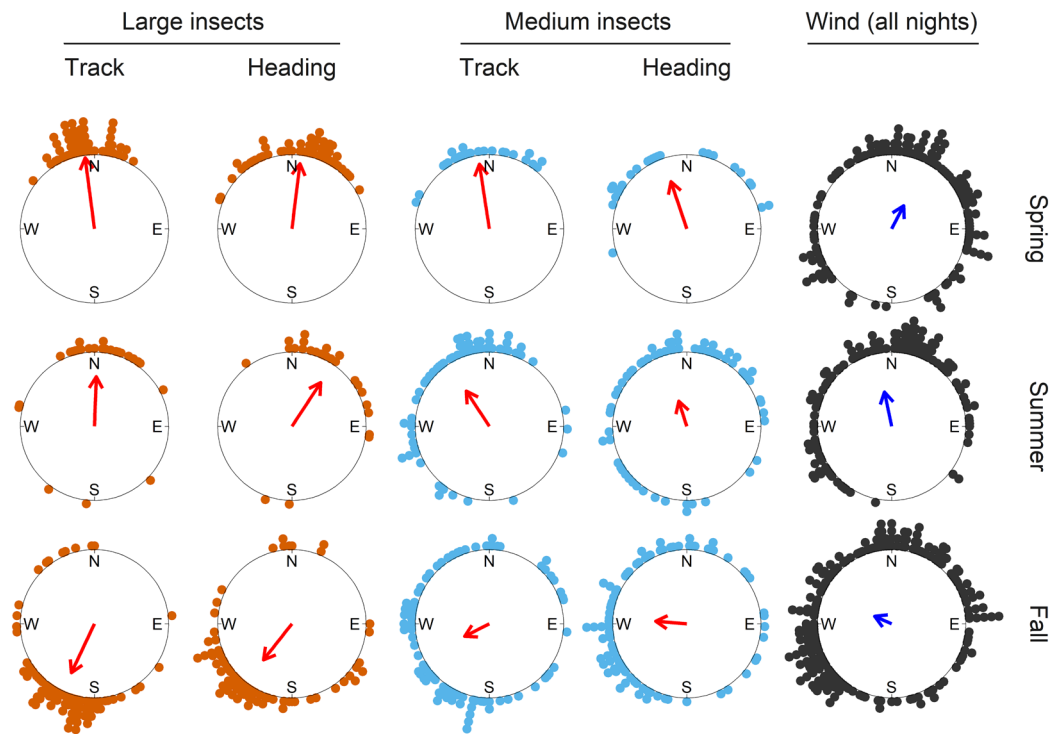 Large insects Medium insects Wind (all nights)
Track Heading Track Heading
N N N N N
W E W E W E W E W E Spring
S S S S S
N N N N N
W E W E W E W E W E Summer
S S S S S
N N N N N
W E W E W E W E W E Fall
S S S S S